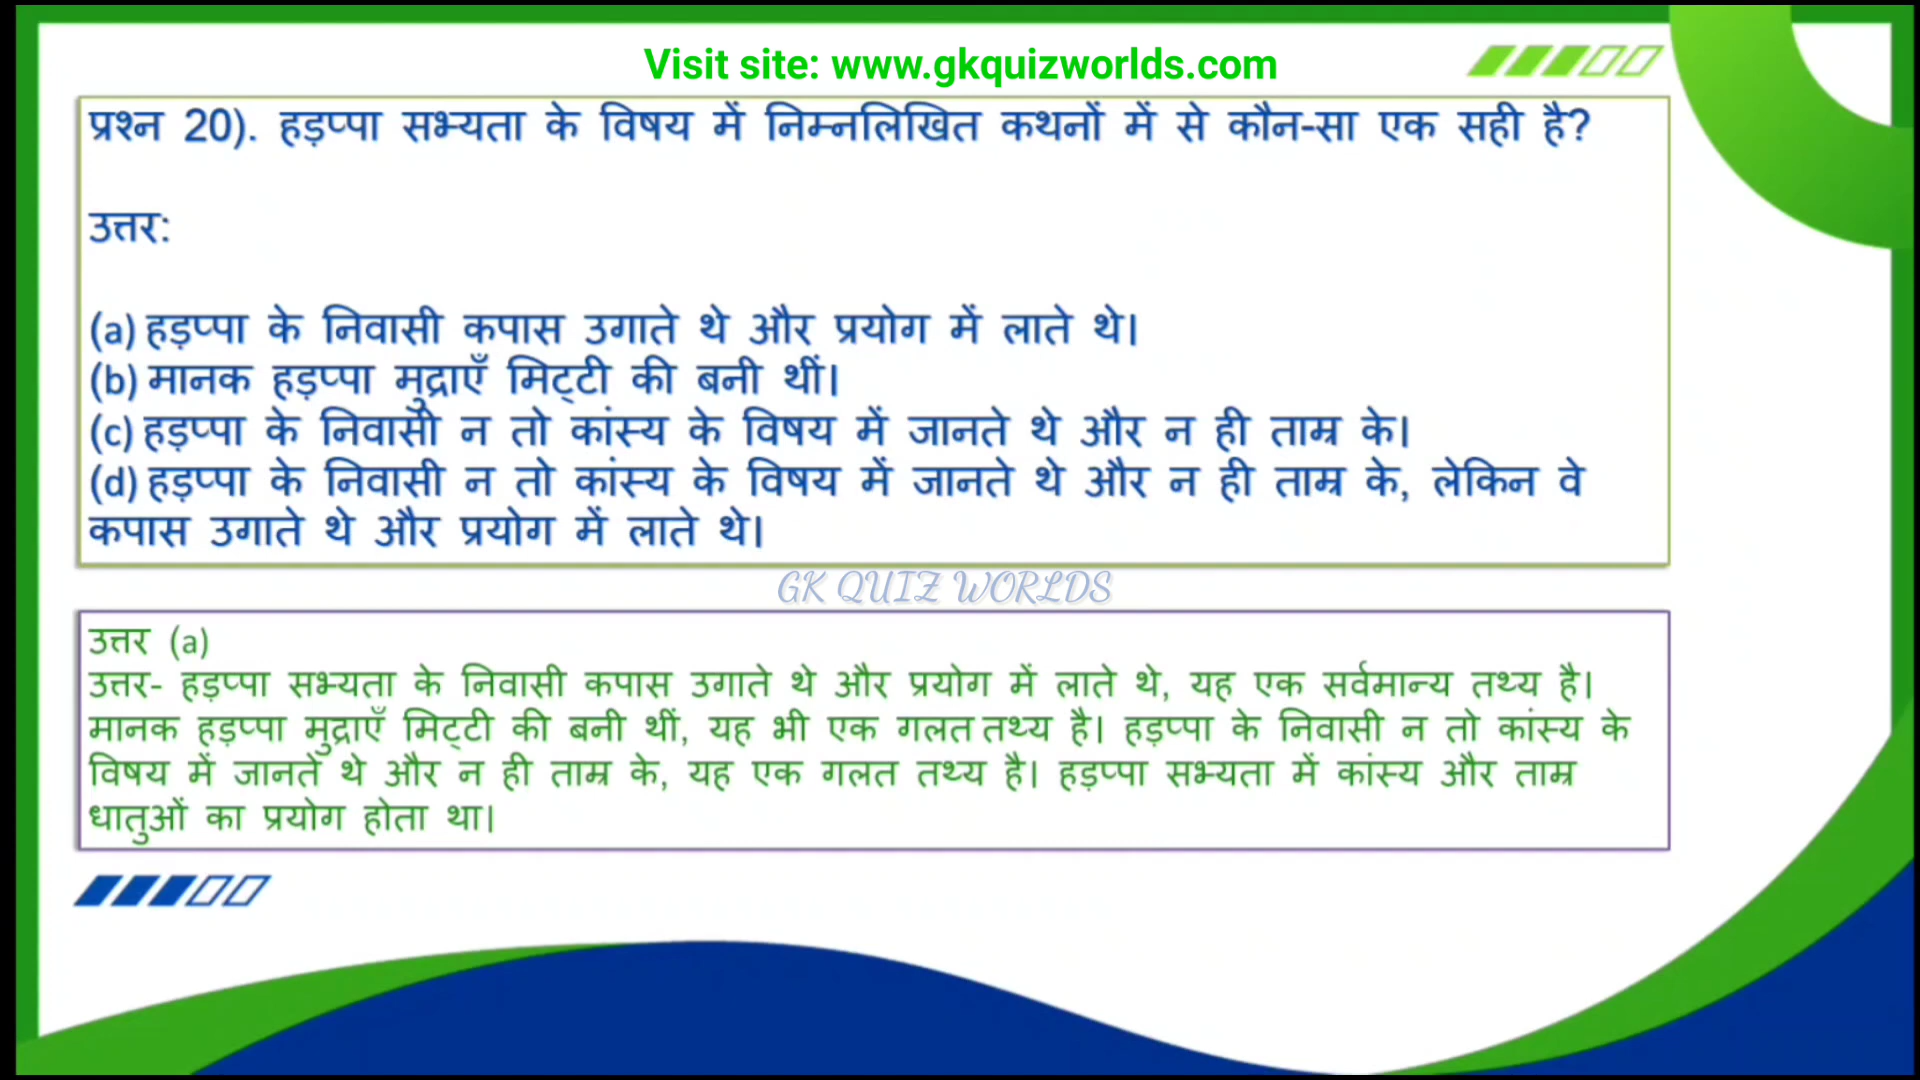 Visit site: www.gkquizworlds.com
प्रश्न 20). हड़प्पा सभ्यता के विषय में निम्नलिखित कथनों में से कौन-सा एक सही है?
उत्तर:
(a) हड़प्पा के निवासी कपास उगाते थे और प्रयोग में लाते थे।
(b) मानक हड़प्पा मुद्राएँ मिट्टी की बनी थीं।
(c) हड़प्पा के निवासी न तो कांस्य के विषय में जानते थे और न ही ताम्र के।
(d) हड़प्पा के निवासी न तो कांस्य के विषय में जानते थे और न ही ताम्र के, लेकिन वे
कपास उगाते थे और प्रयोग में लाते थे।
GK QUIZ WORLDS
उत्तर (a)
उत्तर- हड़प्पा सभ्यता के निवासी कपास उगाते थे और प्रयोग में लाते थे, यह एक सर्वमान्य तथ्य है।
मानक हड़प्पा मुद्राएँ मिट्टी की बनी थीं, यह भी एक गलत तथ्य है। हड़प्पा के निवासी न तो कांस्य के
विषय में जानते थे और न ही ताम्र के, यह एक गलत तथ्य है। हड़प्पा सभ्यता में कांस्य और ताम्र
धातुओं का प्रयोग होता था।